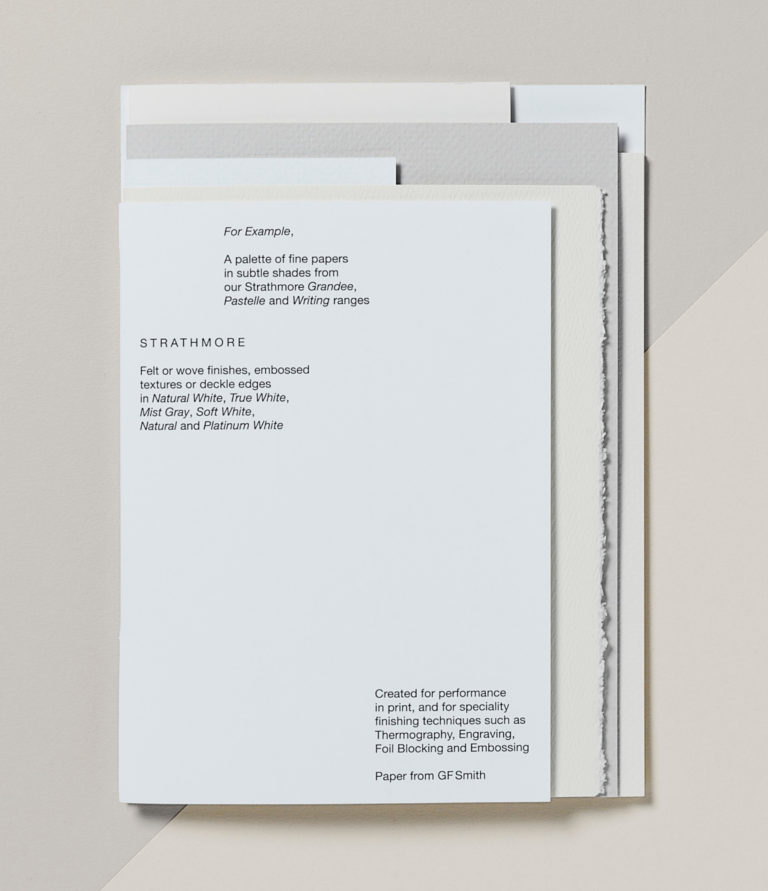 For Example,
A palette of fine papers
in subtle shades from
our Strathmore Grandee,
Pastelle and Writing ranges
STRATHMORE
Felt or wove finishes, embossed
textures or deckle edges
in Natural White, True White,
Mist Gray, Soft White,
Natural and Platinum White
Created for performance
in print, and for speciality
finishing techniques such as
Thermography, Engraving,
Foil Blocking and Embossing
Paper from GFSmith